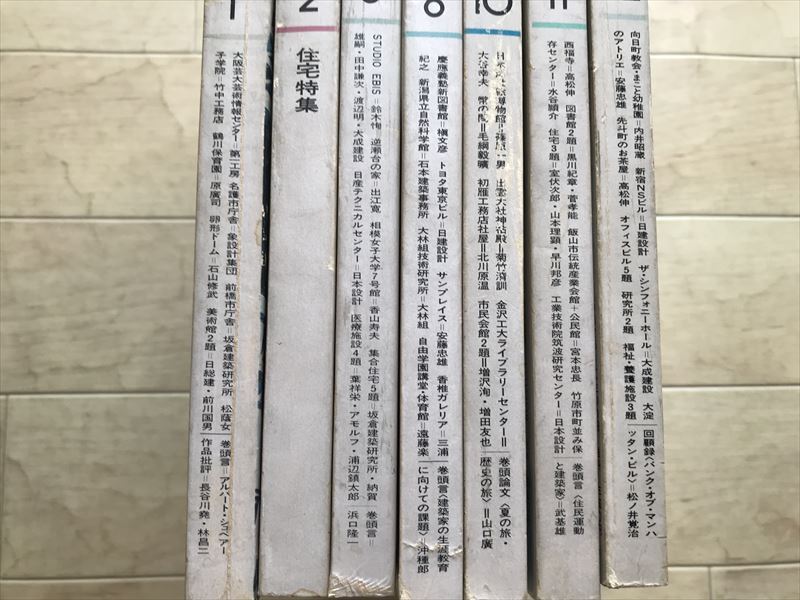 1
大阪芸大芸術情報センター＝第一工房 名護市庁舎＝象設計集団 前橋市庁舎＝坂倉建築研究所 松蔭女
子学院＝竹中工務店 鶴川保育園＝原廣司 卵形ドーム＝石山修武 美術館2題＝日総建・前川国男
巻頭言＝アルバート・シュペアー
作品批評＝長谷川堯・林昌二
2
住宅特集
STUDIO EBIS＝鈴木恂 逆瀬台の家＝出江寛 相模女子大学7号館＝香山寿夫 集合住宅5題＝坂倉建築研究所・納賀
雄嗣・田中謙次・渡辺明・大成建設 日産テクニカルセンター＝日本設計 医療施設4題＝葉祥栄・アモルフ・浦辺鎮太郎
巻頭言＝
浜口隆一
慶應義塾新図書館＝槇文彦 トヨタ東京ビル＝日建設計 サンプレイス＝安藤忠雄 香椎ガレリア＝三浦
紀之 新潟県立自然科学館＝石本建築事務所 大林組技術研究所＝大林組 自由学園講堂・体育館＝遠藤楽
巻頭言〈建築家の生涯教育
に向けての課題〉＝沖種郎
10
日本浮世絵博物館＝篠原一男 出雲大社神祜殿＝菊竹清訓 金沢工大ライブラリーセンター＝
大谷幸夫 常の間＝毛綱毅曠 初雁工務店社屋＝北川原温 市民会館2題＝増沢洵・増田友也
巻頭論文〈夏の旅・
歴史の旅〉＝山口廣
11
西福寺＝高松伸 図書館2題＝黒川紀章・菅孝能 飯山市伝統産業会館＋公民館＝宮本忠長 竹原市町並み保
存センター＝水谷頴介 住宅3題＝室伏次郎・山本理顕・早川邦彦 工業技術院筑波研究センター＝日本設計
巻頭言〈住民運動
と建築家〉＝武基雄
向日町教会・まこと幼稚園＝内井昭蔵 新宿NSビル＝日建設計 ザ・シンフォニーホール＝大成建設 大淀
のアトリエ＝安藤忠雄 先斗町のお茶屋＝高松伸 オフィスビル5題 研究所2題 福祉・養護施設3題
回顧録〈バンク・オブ・マンハ
ッタン・ビル〉＝松ノ井覚治